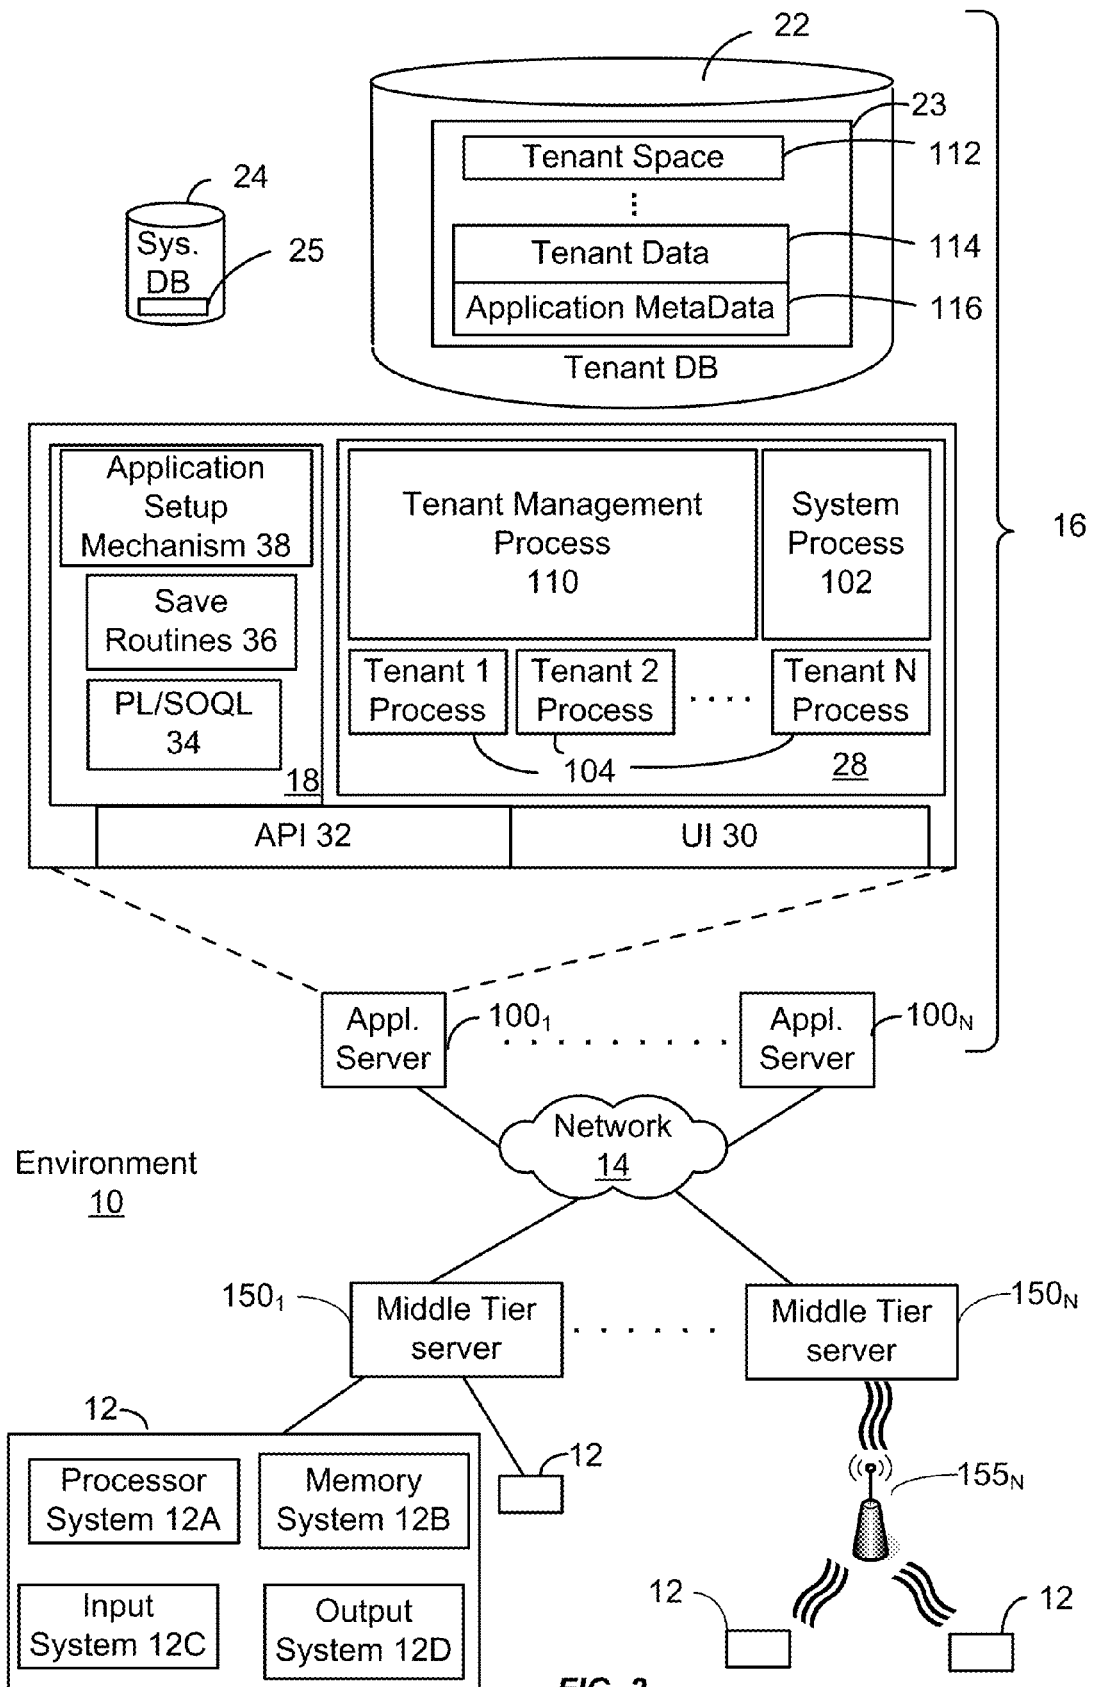 22
23
Tenant Space
112
24
Sys.
DB
25
Tenant Data
114
Application MetaData
116
Tenant DB
Application
Setup
Mechanism 38
Tenant Management
Process
110
System
Process
102
16
Save
Routines 36
Tenant 1
Process
Tenant 2
Process
Tenant N
Process
PL/SOQL
34
104
28
18
API 32
UI 30
Appl.
Server
100₁
Appl.
Server
100N
Network
14
Environment
10
150₁
Middle Tier
server
Middle Tier
server
150N
12
Processor
System 12A
Memory
System 12B
12
155N
Input
System 12C
Output
System 12D
12
12